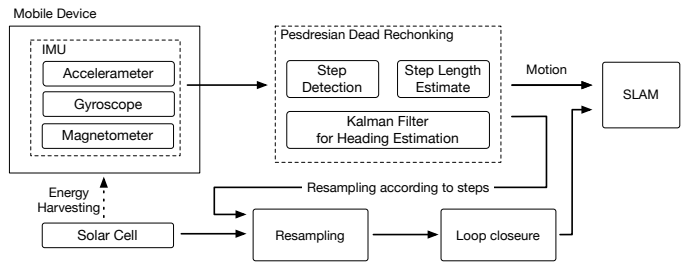 Mobile Device
IMU
Accelerameter
Gyroscope
Magnetometer
Pesdresian Dead Rechonking
Step
Detection
Step Length
Estimate
Kalman Filter
for Heading Estimation
Motion
SLAM
Energy
Harvesting
Resampling according to steps
Solar Cell
Resampling
Loop closeure